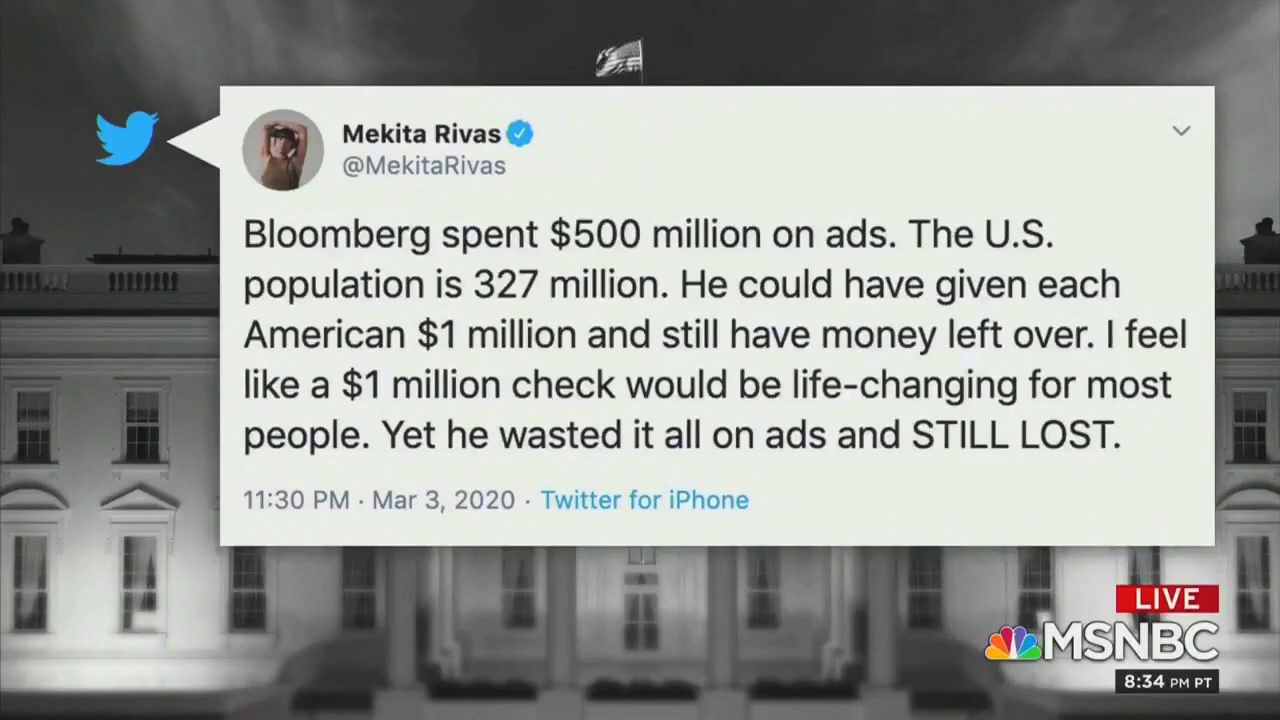 Mekita Rivas
@MekitaRivas
Bloomberg spent $500 million on ads. The U.S.
population is 327 million. He could have given each
American $1 million and still have money left over. I feel
like a $1 million check would be life-changing for most
people. Yet he wasted it all on ads and STILL LOST.
11:30 PM · Mar 3, 2020 · Twitter for iPhone
LIVE
MSNBC
8:34 PM PT